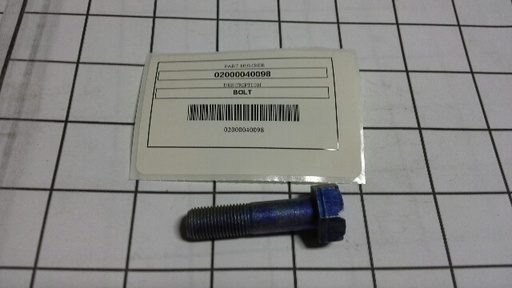 PART NUMBER
02000040098
DESCRIPTION
BOLT
02000040098